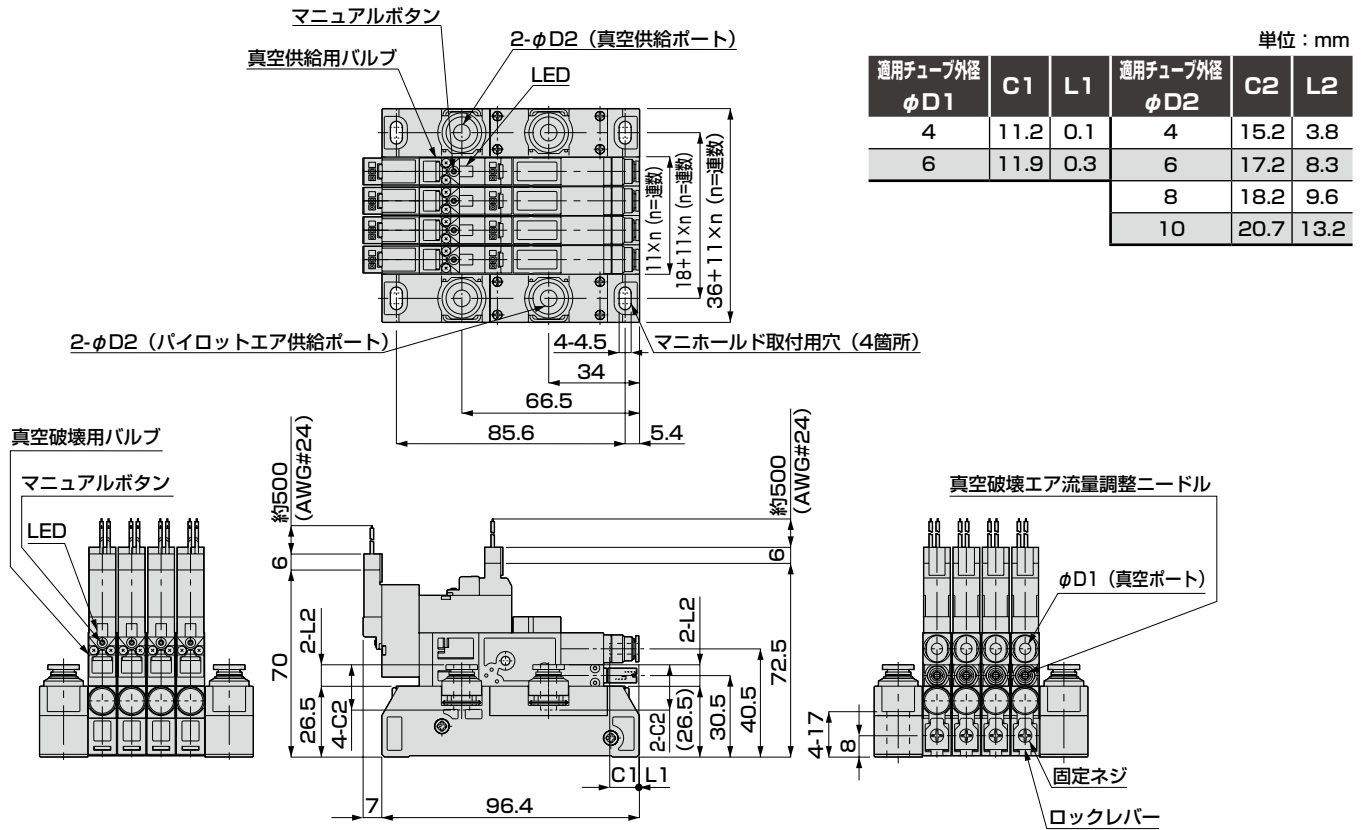 マニュアルボタン
2-φD2（真空供給ポート）
真空供給用バルブ
LED
11×n (n=連数)
18+11×n (n=連数)
36+11×n (n=連数)
2-φD2（パイロットエア供給ポート）
4-4.5
マニホールド取付用穴（4箇所）
34
66.5
85.6
5.4
単位：mm
適用チューブ外径 φD1 C1 L1 適用チューブ外径 φD2 C2 L2
4 11.2 0.1 4 15.2 3.8
6 11.9 0.3 6 17.2 8.3
8 18.2 9.6
10 20.7 13.2
真空破壊用バルブ
マニュアルボタン
LED
約500
(AWG#24)
6
70
2-L2
26.5
4-C2
7
96.4
C1
L1
約500
(AWG#24)
6
2-L2
72.5
2-C2
(26.5)
30.5
40.5
真空破壊エア流量調整ニードル
φD1（真空ポート）
4-17
8
固定ネジ
ロックレバー